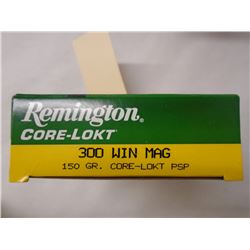 Remington
CORE-LOKT
300 WIN MAG
150 GR. CORE-LOKT PSP